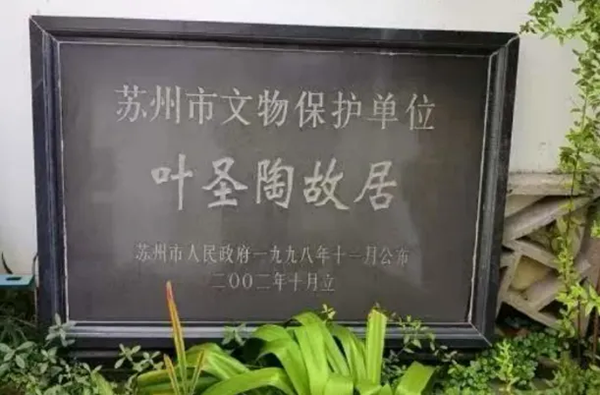 苏州市文物保护单位
叶圣陶故居
苏州市人民政府一九九八年十一月公布
二〇〇二年十月立